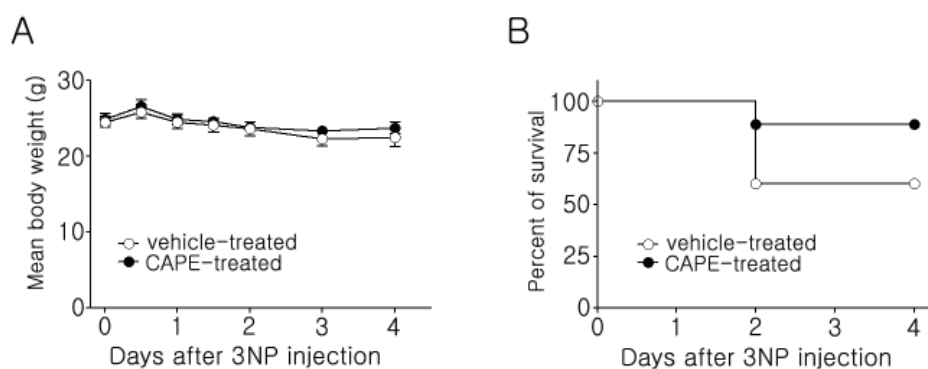 A
Mean body weight (g)
30
20
10
0
vehicle-treated
CAPE-treated
0 1 2 3 4
Days after 3NP injection
B
Percent of survival
100
75
50
25
0
vehicle-treated
CAPE-treated
0 1 2 3 4
Days after 3NP injection